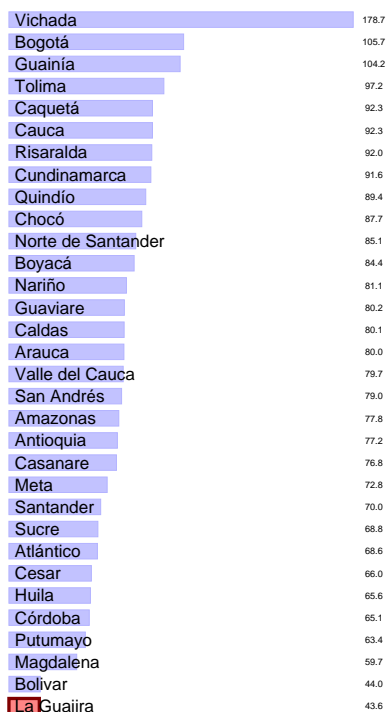 Vichada 178.7
Bogotá 105.7
Guainía 104.2
Tolima 97.2
Caquetá 92.3
Cauca 92.3
Risaralda 92.0
Cundinamarca 91.6
Quindío 89.4
Chocó 87.7
Norte de Santander 85.1
Boyacá 84.4
Nariño 81.1
Guaviare 80.2
Caldas 80.1
Arauca 80.0
Valle del Cauca 79.7
San Andrés 79.0
Amazonas 77.8
Antioquia 77.2
Casanare 76.8
Meta 72.8
Santander 70.0
Sucre 68.8
Atlántico 68.6
Cesar 66.0
Huila 65.6
Córdoba 65.1
Putumayo 63.4
Magdalena 59.7
Bolivar 44.0
La Guajira 43.6